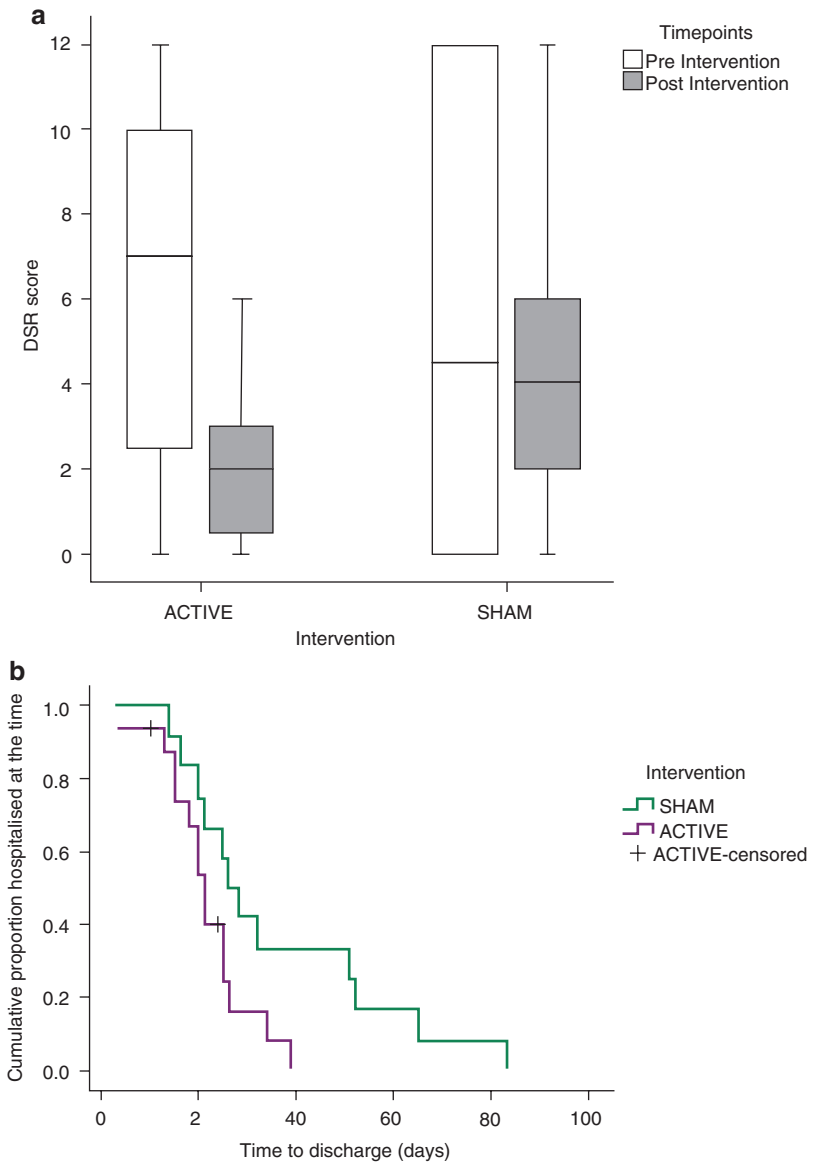 a
Timepoints
Pre Intervention
Post Intervention
12
10
8
6
4
2
0
DSR score
ACTIVE
SHAM
Intervention
b
Cumulative proportion hospitalised at the time
1.0
0.8
0.6
0.4
0.2
0.0
Intervention
SHAM
ACTIVE
ACTIVE-censored
0
2
40
60
80
100
Time to discharge (days)